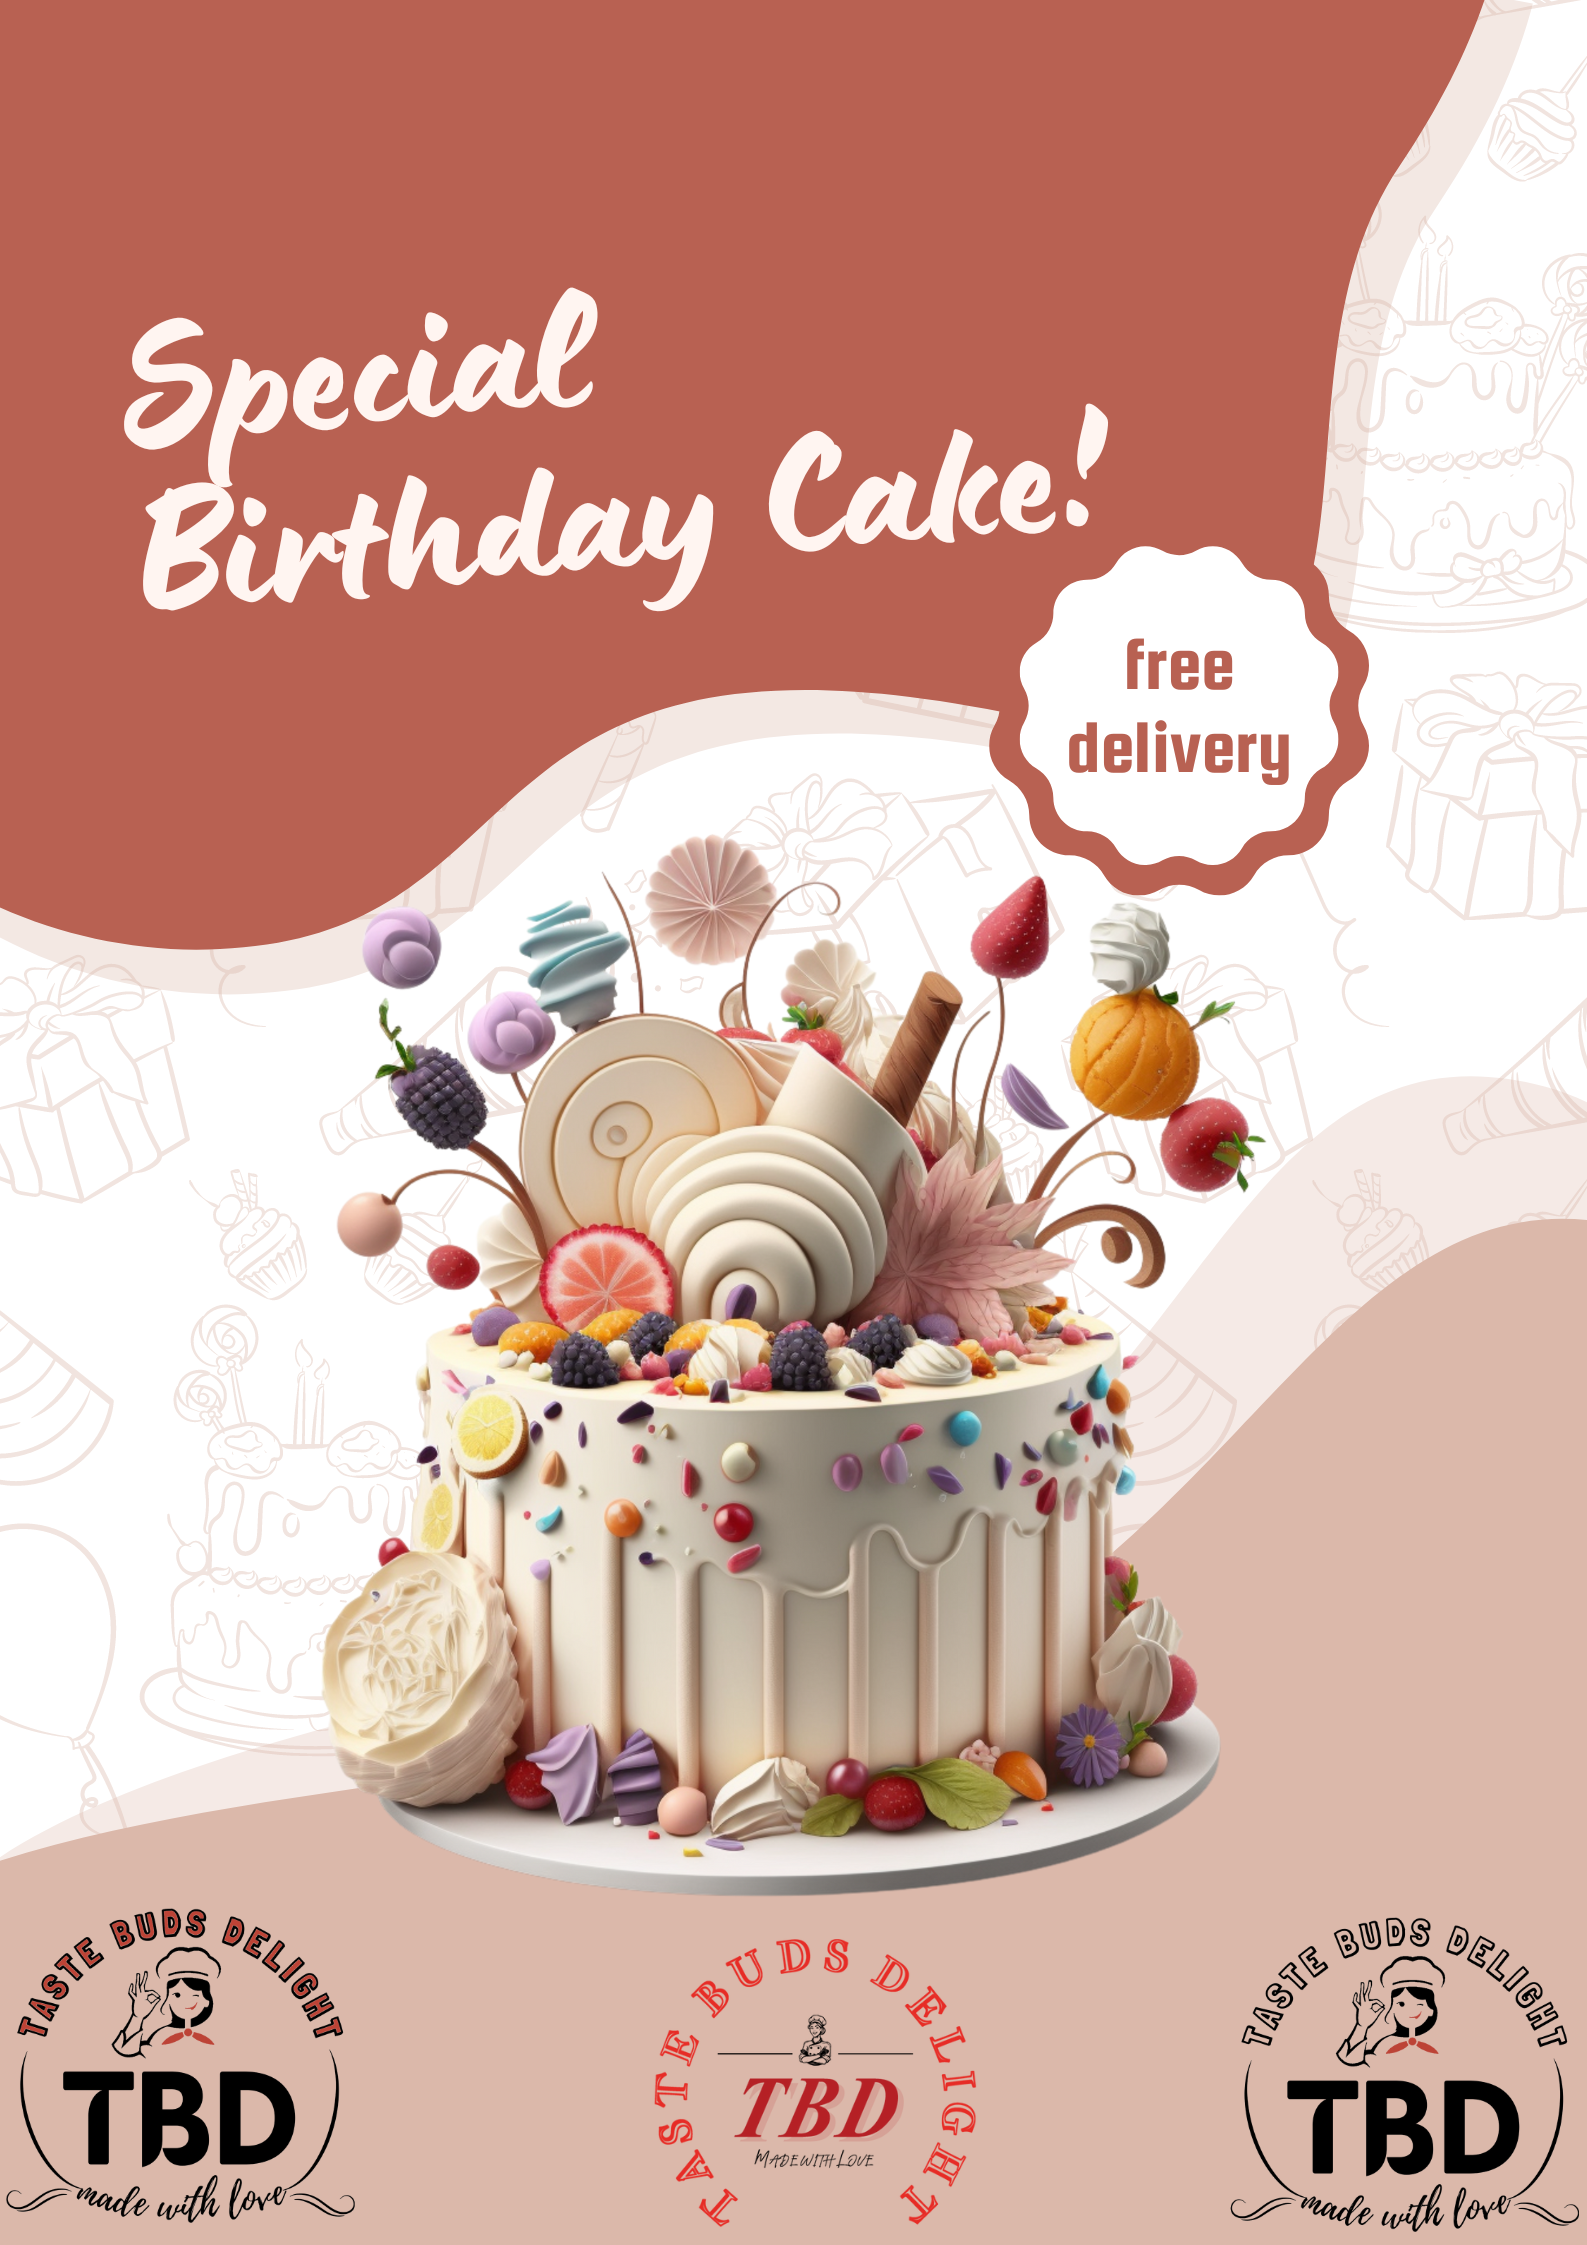 Special
Birthday Cake!
free
delivery
TASTE BUDS DELIGHT
TBD
made with love
TASTE BUDS DELIGHT
TBD
MADE WITH LOVE
TASTE BUDS DELIGHT
TBD
made with love